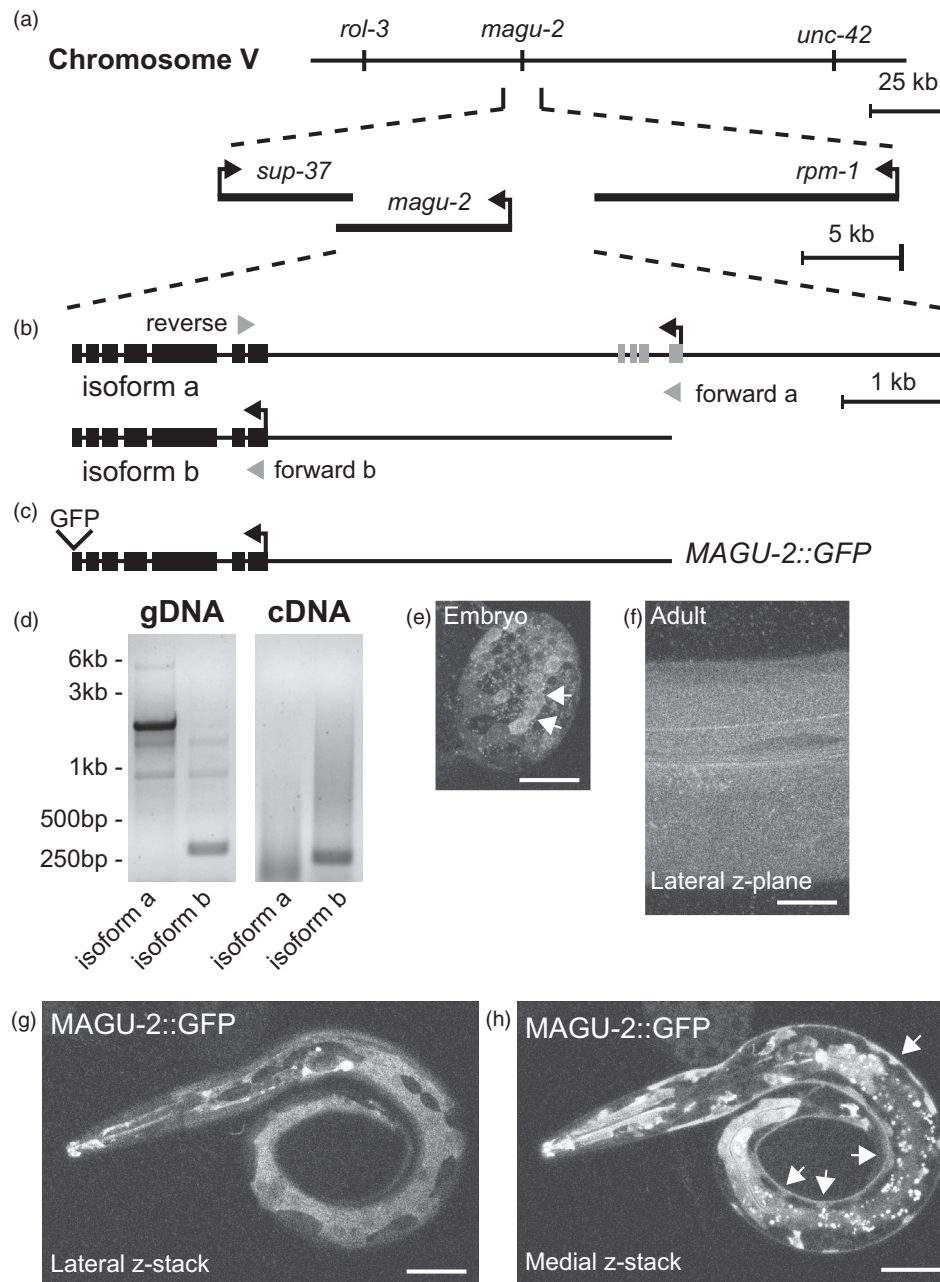 (a)
rol-3 magu-2 unc-42
Chromosome V
25 kb
sup-37 rpm-1
magu-2
5 kb
(b)
reverse
isoform a
forward a
1 kb
isoform b
forward b
(c)
GFP
MAGU-2::GFP
(d)
gDNA cDNA
6kb -
3kb -
1kb
500bp -
250bp -
isoform a
isoform b
isoform a
isoform b
(e) Embryo
(f) Adult
Lateral z-plane
(g) MAGU-2::GFP
Lateral z-stack
(h) MAGU-2::GFP
Medial z-stack